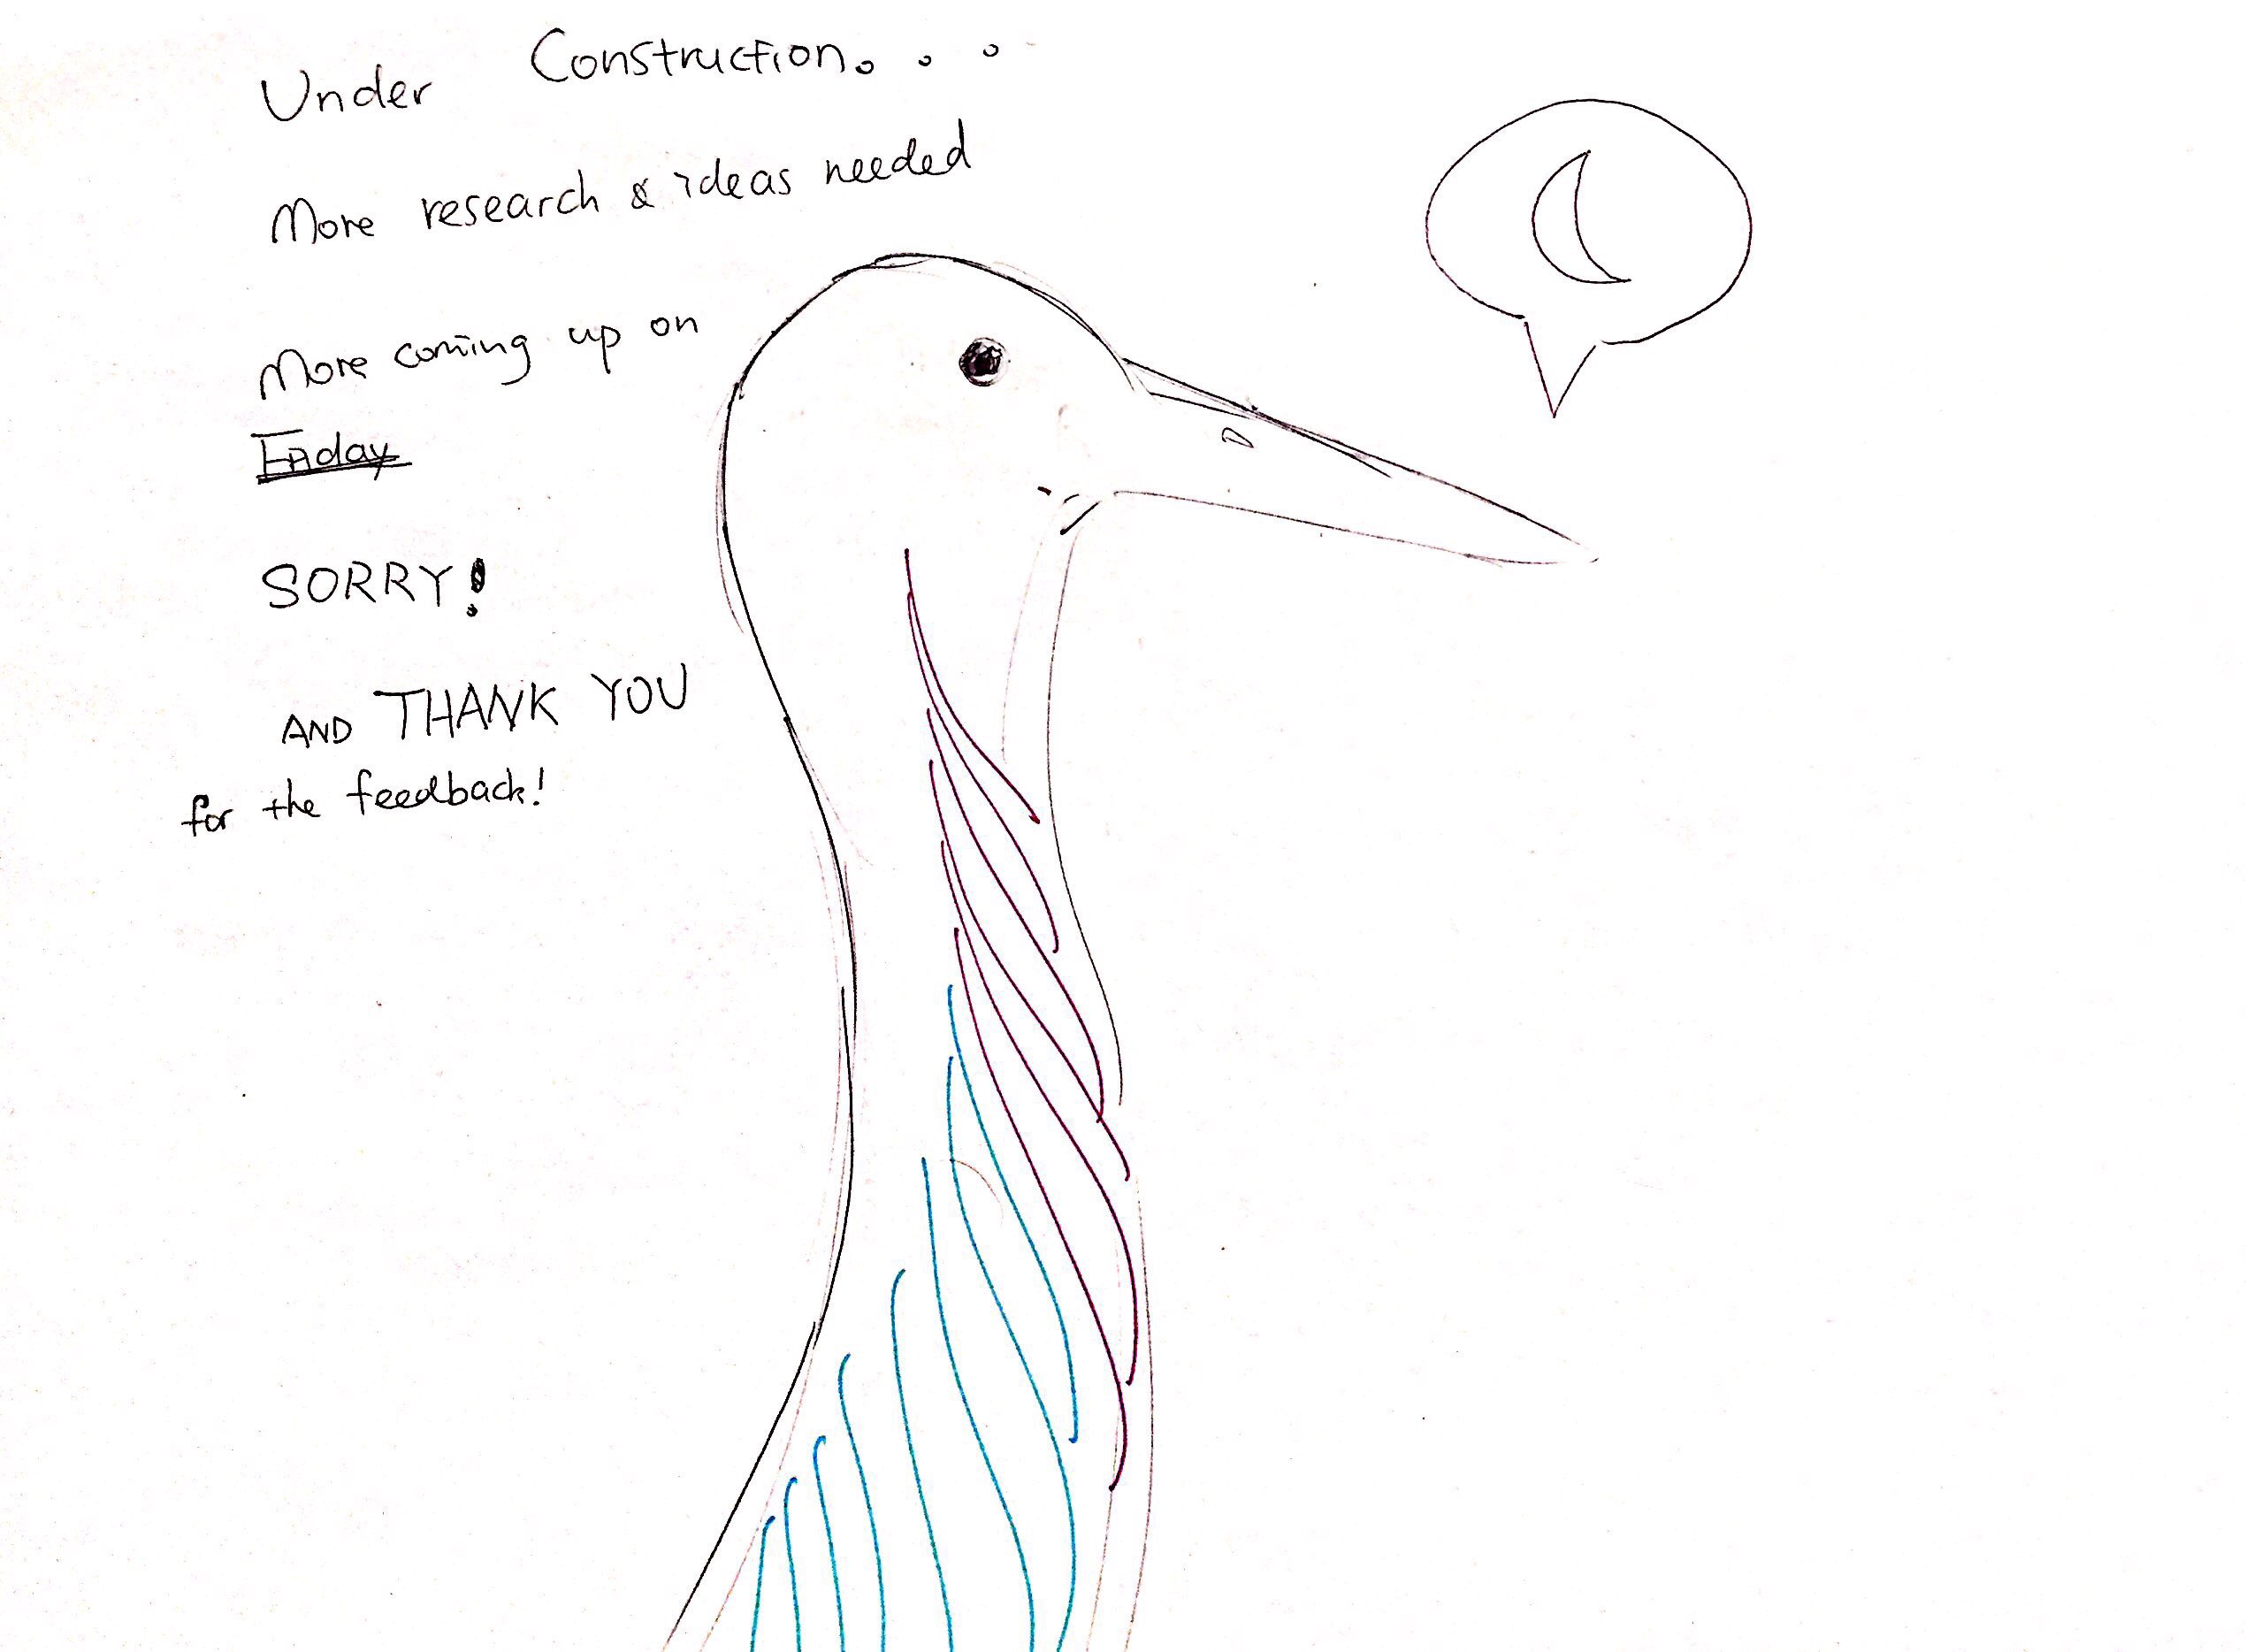 Under Construction...
More research & ideas needed
More coming up on
Friday
SORRY!
AND THANK YOU
for the feedback!